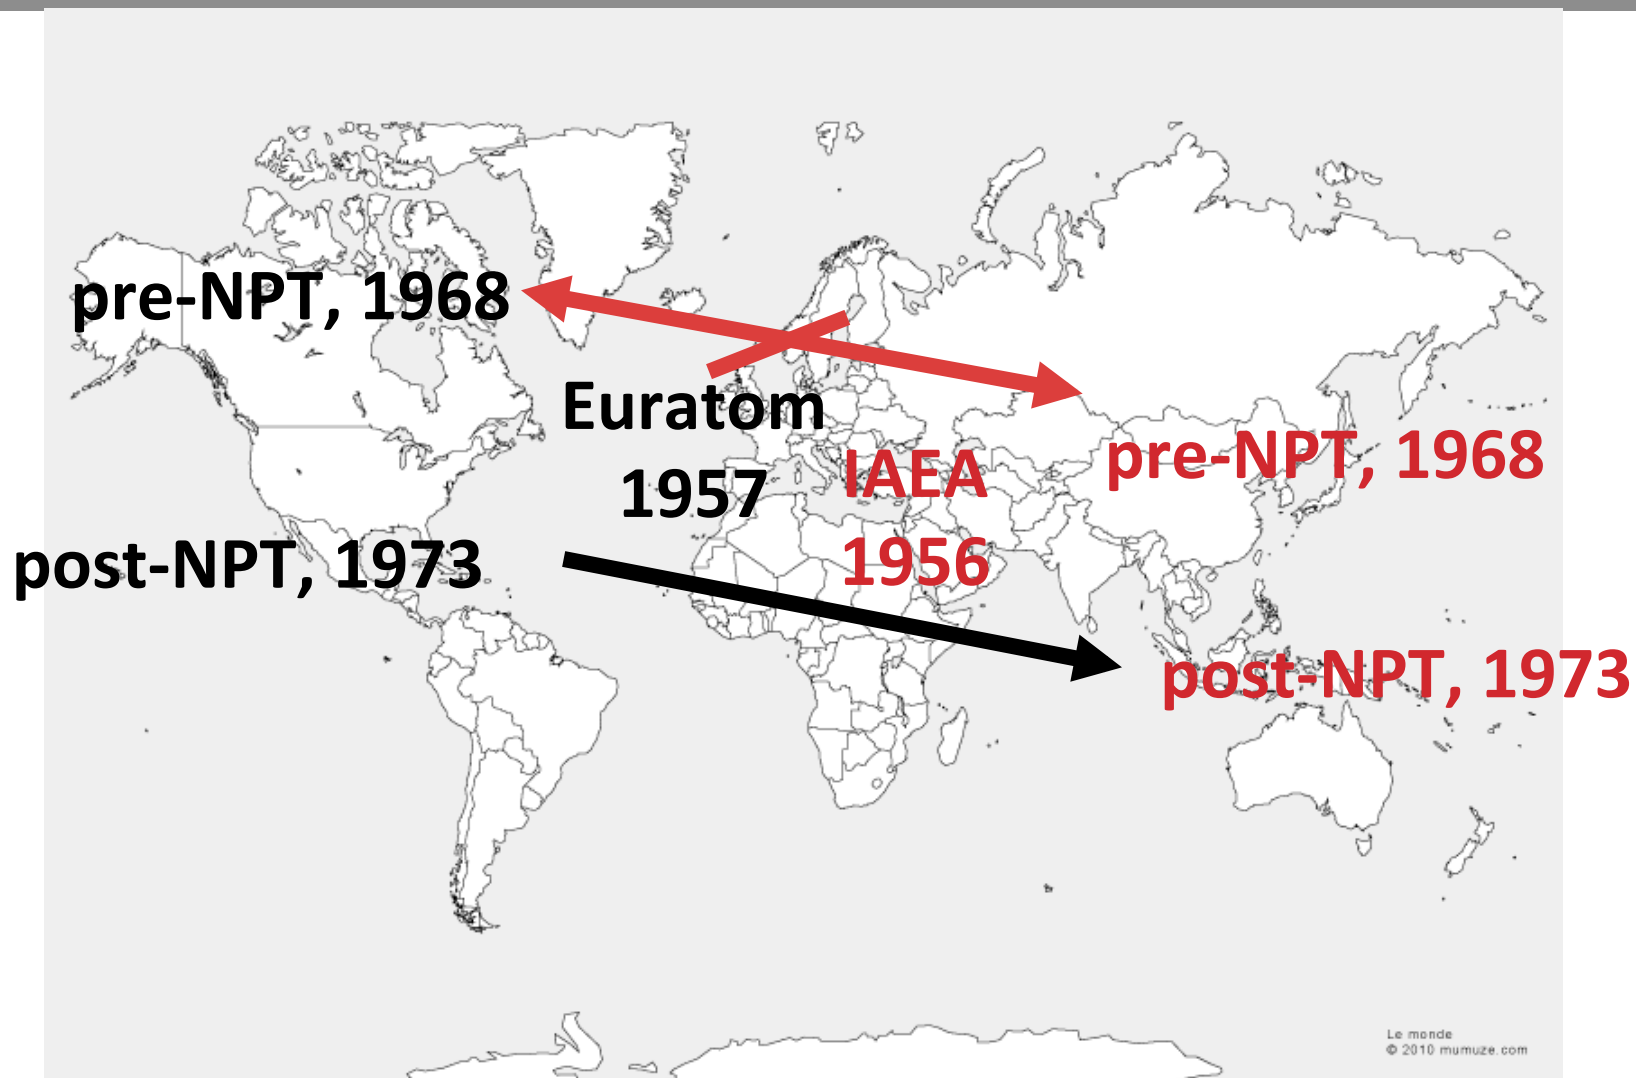 pre-NPT, 1968
Euratom
1957
IAEA
1956
pre-NPT, 1968
post-NPT, 1973
post-NPT, 1973
Le monde
© 2010 mumuze.com